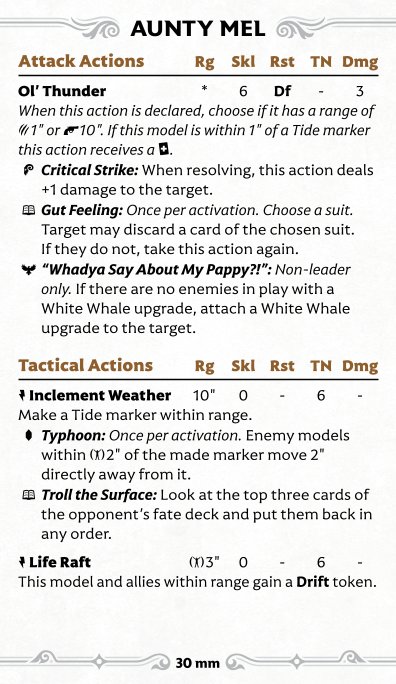 AUNTY MEL
Attack Actions Rg Skl Rst TN Dmg
Ol’ Thunder * 6 Df - 3
When this action is declared, choose if it has a range of
1" or 10". If this model is within 1" of a Tide marker
this action receives a +.
Critical Strike: When resolving, this action deals
+1 damage to the target.
Gut Feeling: Once per activation. Choose a suit.
Target may discard a card of the chosen suit.
If they do not, take this action again.
“Whadya Say About My Pappy?!”: Non-leader
only. If there are no enemies in play with a
White Whale upgrade, attach a White Whale
upgrade to the target.
Tactical Actions Rg Skl Rst TN Dmg
Inclement Weather 10" 0 - 6 -
Make a Tide marker within range.
Typhoon: Once per activation. Enemy models
within 2" of the made marker move 2"
directly away from it.
Troll the Surface: Look at the top three cards of
the opponent’s fate deck and put them back in
any order.
Life Raft 3" 0 - 6 -
This model and allies within range gain a Drift token.
30 mm